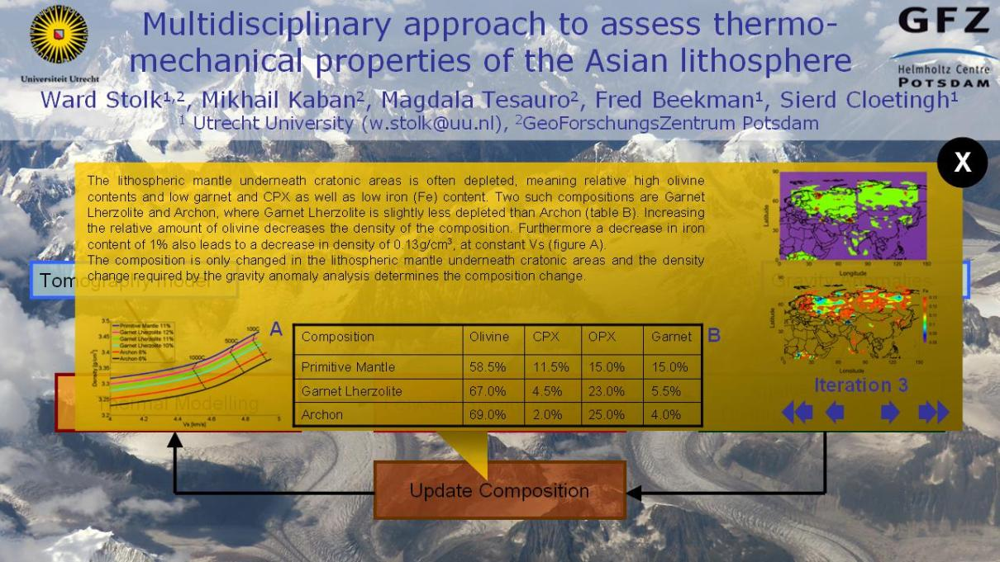 Multidisciplinary approach to assess thermo-
mechanical properties of the Asian lithosphere
Universiteit Utrecht
GFZ
Helmholtz Centre
POTSDAM
Ward Stolk1,2, Mikhail Kaban2, Magdala Tesauro2, Fred Beekman1, Sierd Cloetingh1
1 Utrecht University (w.stolk@uu.nl), 2GeoForschungsZentrum Potsdam
X
The lithospheric mantle underneath cratonic areas is often depleted, meaning relative high olivine
contents and low garnet and CPX as well as low iron (Fe) content. Two such compositions are Garnet
Lherzolite and Archon, where Garnet Lherzolite is slightly less depleted than Archon (table B). Increasing
the relative amount of olivine decreases the density of the composition. Furthermore a decrease in iron
content of 1% also leads to a decrease in density of 0.13g/cm3, at constant Vs (figure A).
The composition is only changed in the lithospheric mantle underneath cratonic areas and the density
change required by the gravity anomaly analysis determines the composition change.
Tomography model
Gravity Anomalies
Latitude
Longitude
Latitude
Longitude
Fe
A
Primitive Mantle 11%
Garnet Lherzolite 12%
Garnet Lherzolite 11%
Garnet Lherzolite 10%
Archon 8%
Archon 6%
100C
500C
1000C
Density [g/cm3]
3.5
3.45
3.4
3.35
3.3
3.25
3.2
4 4.2 4.4 4.6 4.8 5
Vs [km/s]
B
Composition Olivine CPX OPX Garnet
Primitive Mantle 58.5% 11.5% 15.0% 15.0%
Garnet Lherzolite 67.0% 4.5% 23.0% 5.5%
Archon 69.0% 2.0% 25.0% 4.0%
Thermal Modelling
Iteration 3
Update Composition